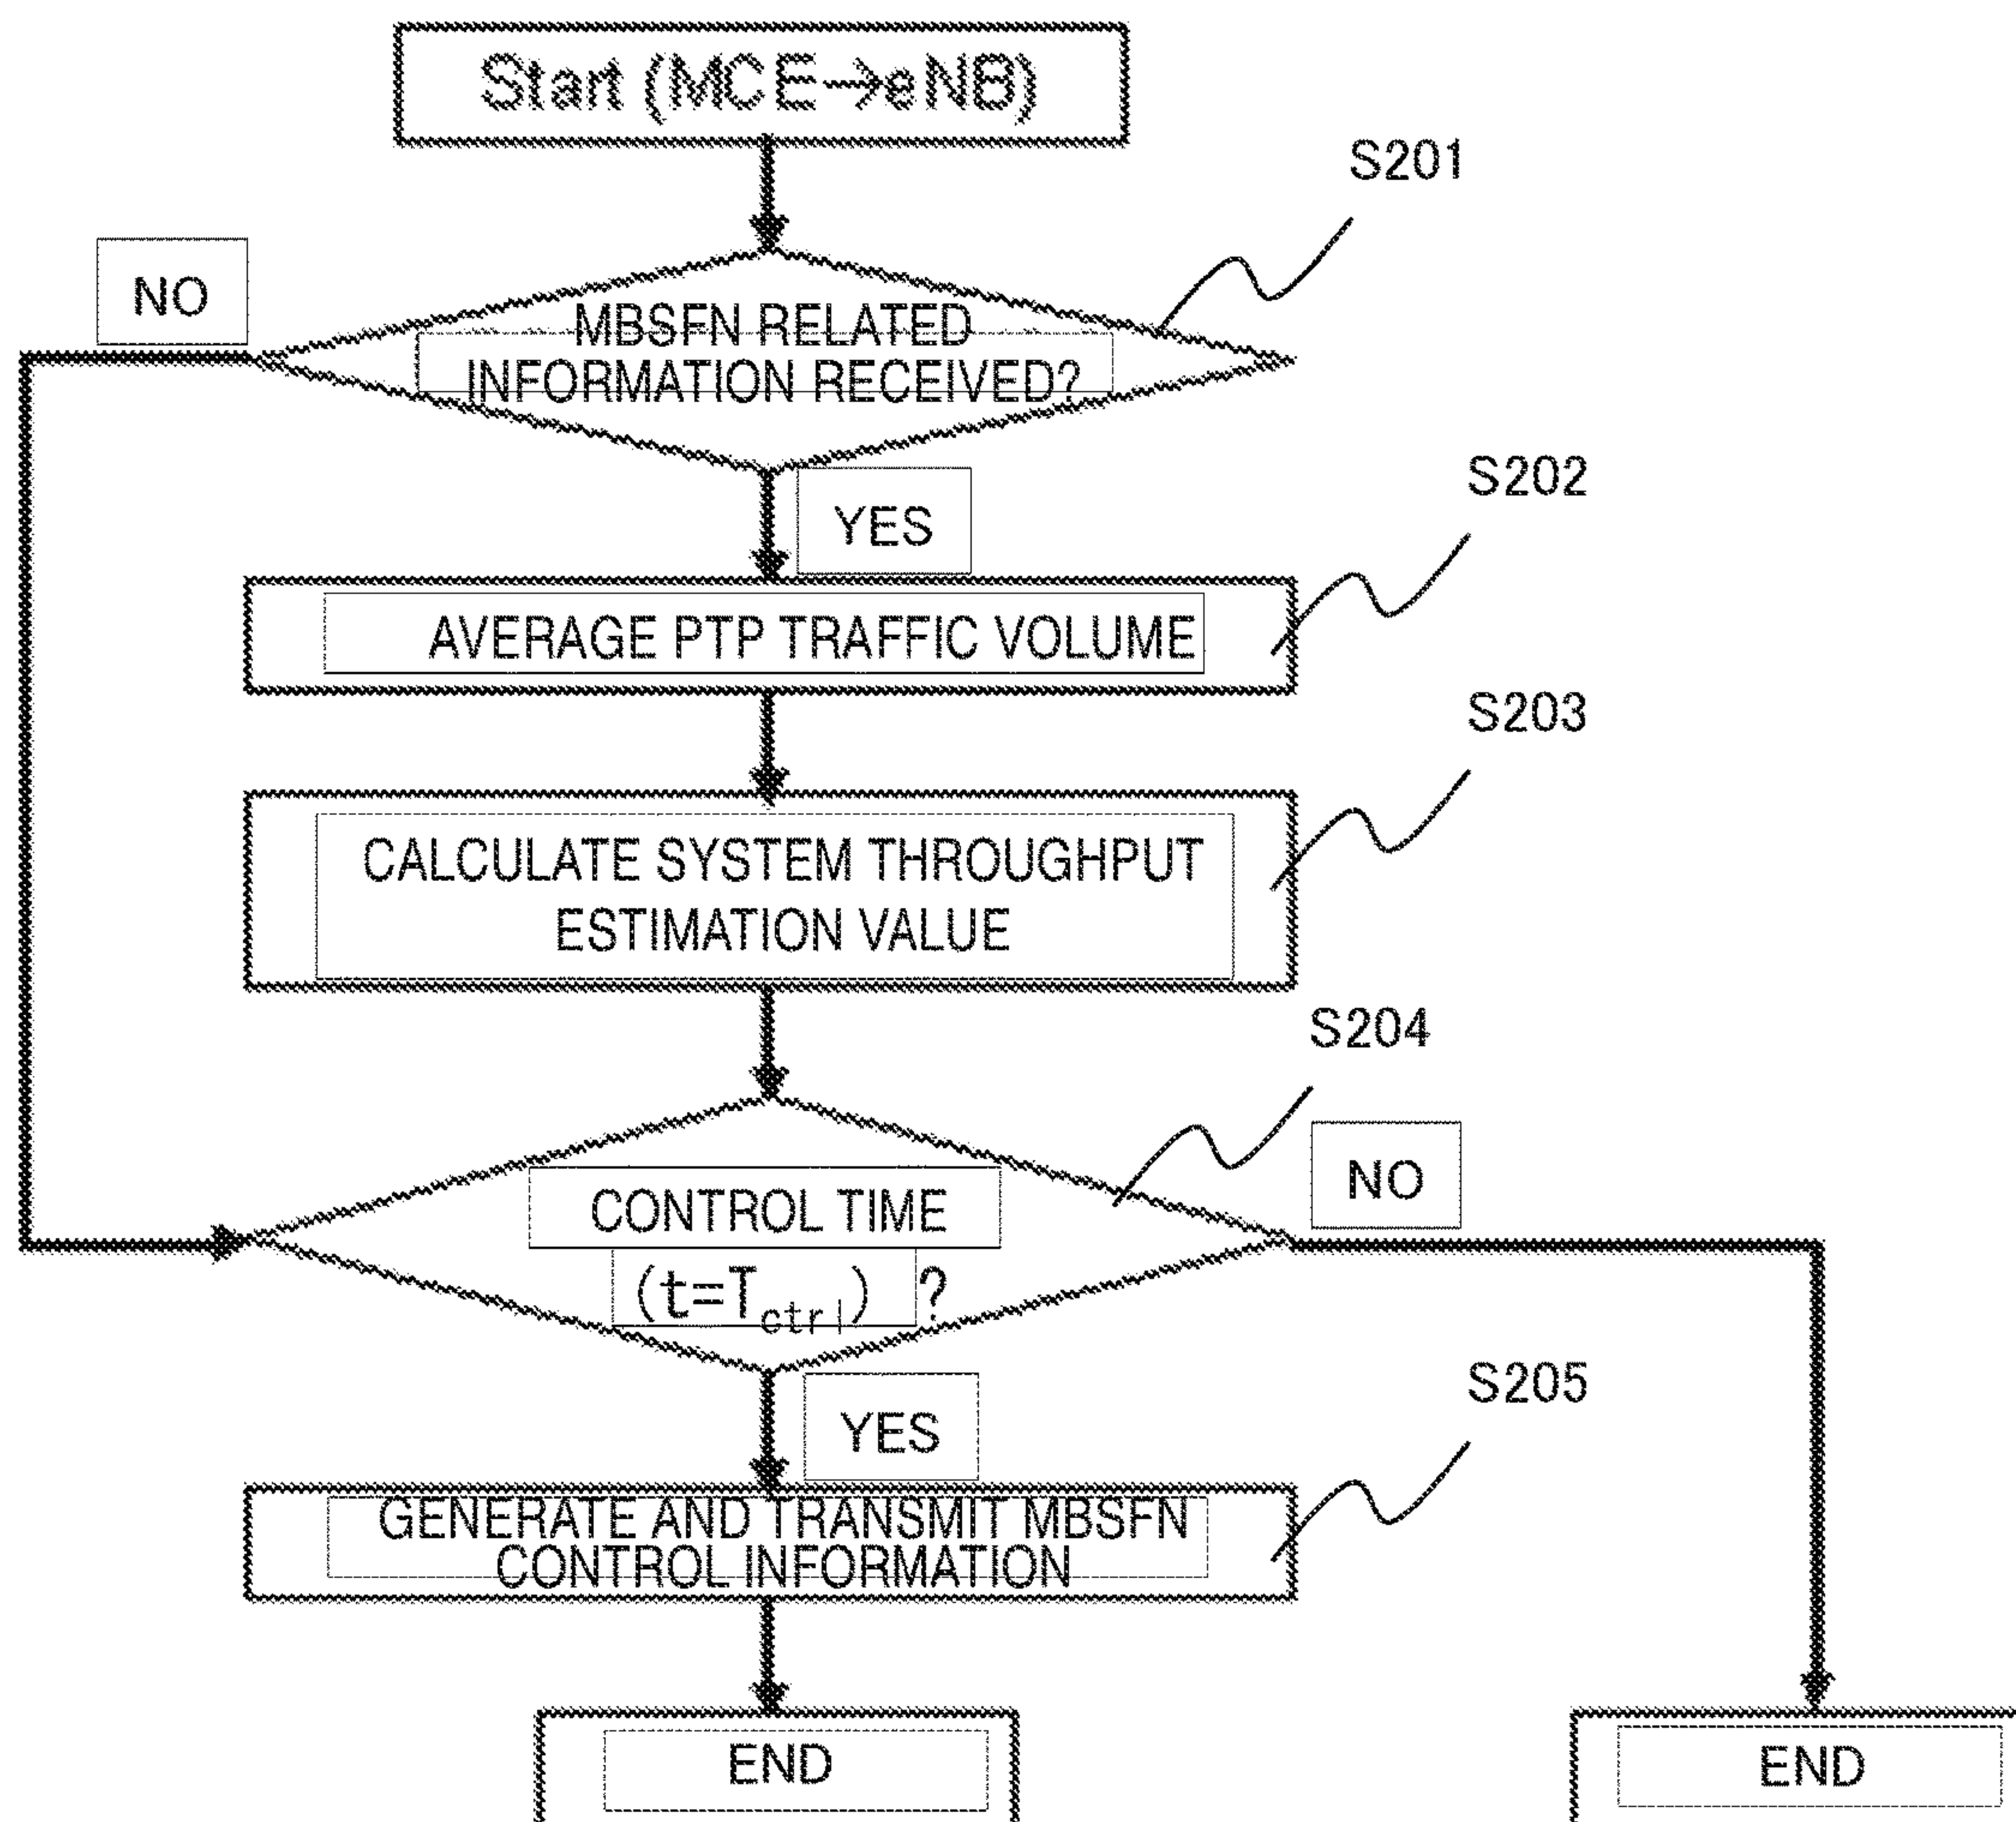 Start (MCE→eNB)
S201
NO
MBSFN RELATED
INFORMATION RECEIVED?
YES
S202
AVERAGE PTP TRAFFIC VOLUME
S203
CALCULATE SYSTEM THROUGHPUT
ESTIMATION VALUE
S204
NO
CONTROL TIME
(t=Tctrl) ?
YES
S205
GENERATE AND TRANSMIT MBSFN
CONTROL INFORMATION
END
END